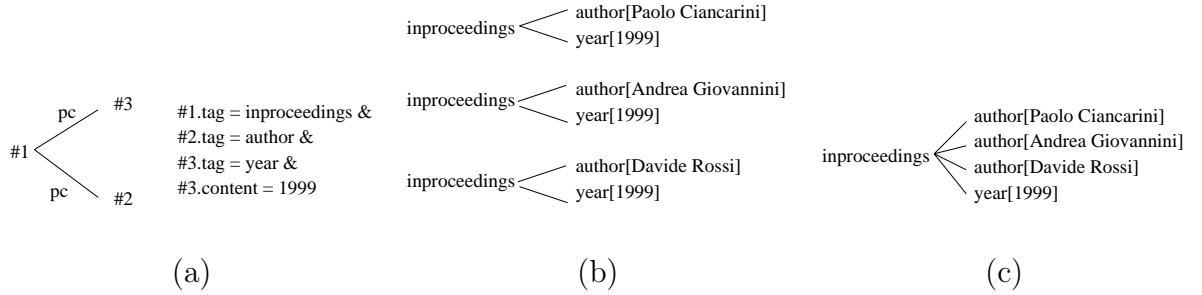 pc
#3
#1
pc
#2
#1.tag = inproceedings &
#2.tag = author &
#3.tag = year &
#3.content = 1999
(a)
inproceedings
author[Paolo Ciancarini]
year[1999]
inproceedings
author[Andrea Giovannini]
year[1999]
inproceedings
author[Davide Rossi]
year[1999]
(b)
inproceedings
author[Paolo Ciancarini]
author[Andrea Giovannini]
author[Davide Rossi]
year[1999]
(c)